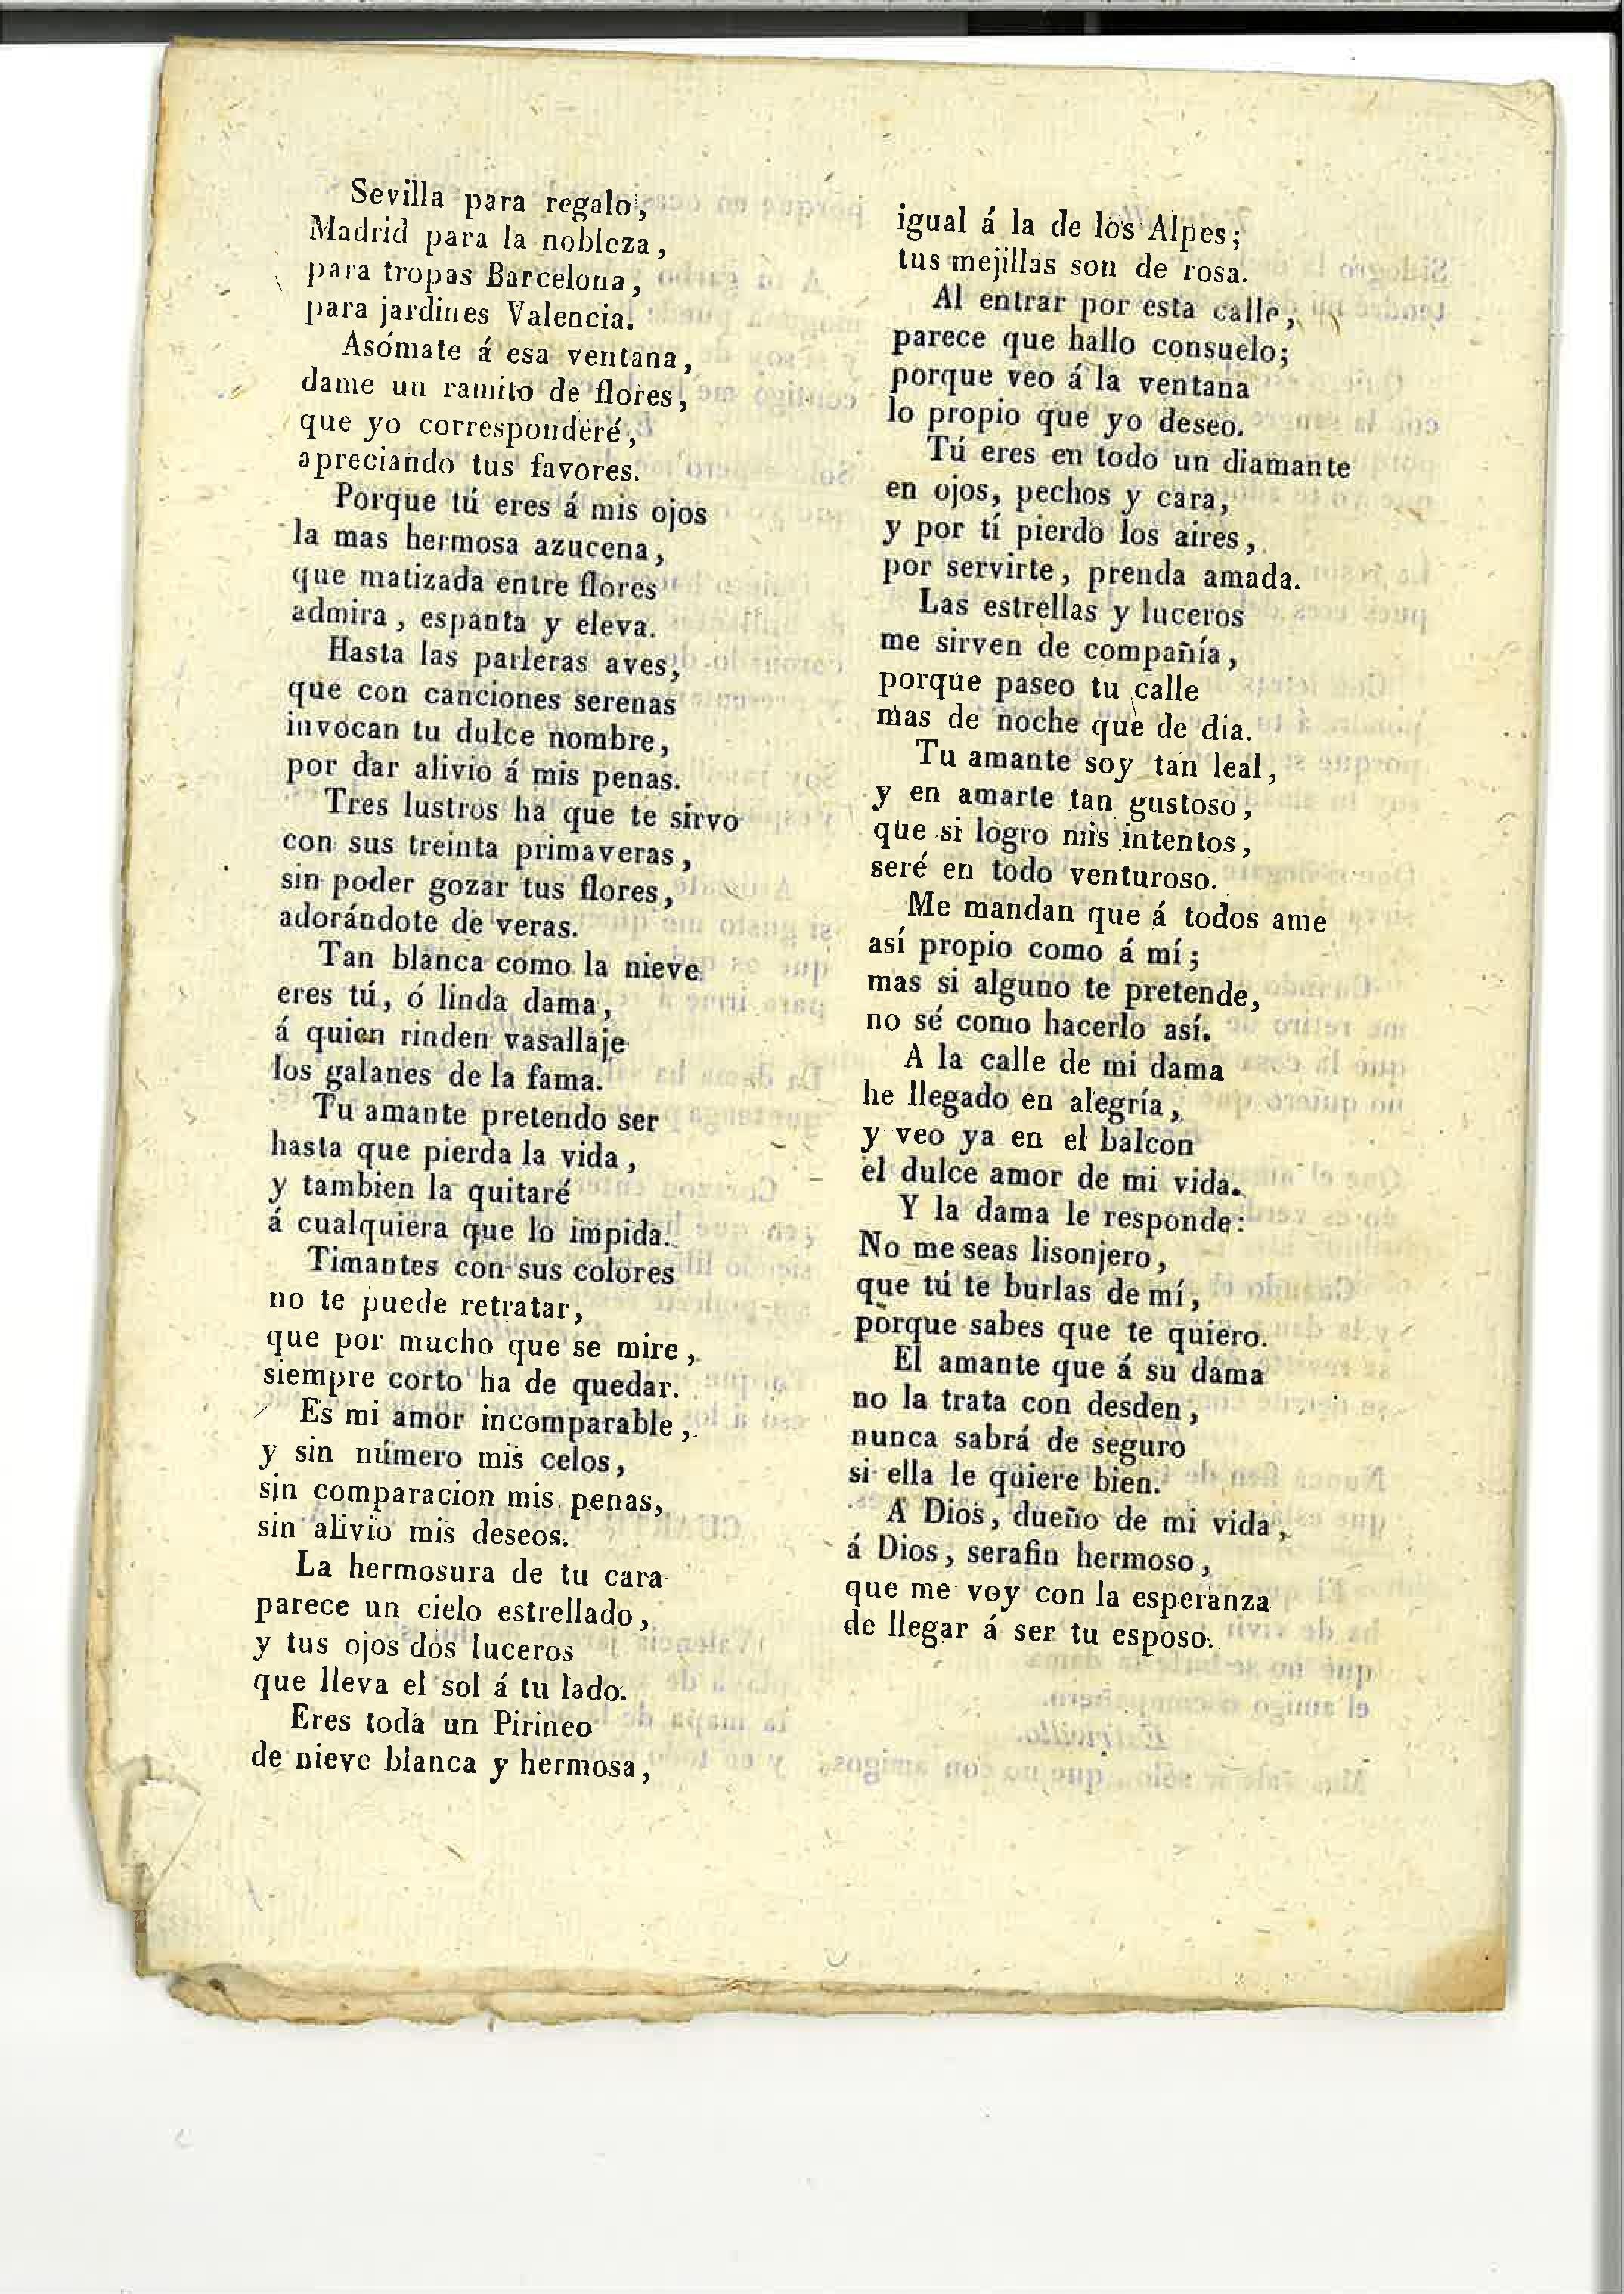 Sevilla para regalo,
Madrid para la nobleza,
para tropas Barcelona,
para jardines Valencia.
Asómate á esa ventana,
dame un ramito de flores,
que yo corresponderé,
apreciando tus favores.
Porque tú eres á mis ojos
la mas hermosa azucena,
que matizada entre flores
admira, espanta y eleva.
Hasta las parleras aves,
que con canciones serenas
invocan tu dulce nombre,
por dar alivio á mis penas.
Tres lustros ha que te sirvo
con sus treinta primaveras,
sin poder gozar tus flores,
adorándote de veras.
Tan blanca como la nieve
eres tú, ó linda dama,
á quien rinden vasallaje
los galanes de la fama.
Tu amante pretendo ser
hasta que pierda la vida,
y tambien la quitaré
á cualquiera que lo impida.
Timantes con sus colores
no te puede retratar,
que por mucho que se mire,
siempre corto ha de quedar.
Es mi amor incomparable,
y sin número mis celos,
sin comparacion mis penas,
sin alivio mis deseos.
La hermosura de tu cara
parece un cielo estrellado,
y tus ojos dos luceros
que lleva el sol á tu lado.
Eres toda un Pirineo
de nieve blanca y hermosa,
igual á la de los Alpes;
tus mejillas son de rosa.
Al entrar por esta calle,
parece que hallo consuelo;
porque veo á la ventana
lo propio que yo deseo.
Tú eres en todo un diamante
en ojos, pechos y cara,
y por tí pierdo los aires,
por servirte, prenda amada.
Las estrellas y luceros
me sirven de compañía,
porque paseo tu calle
mas de noche que de dia.
Tu amante soy tan leal,
y en amarte tan gustoso,
que si logro mis intentos,
seré en todo venturoso.
Me mandan que á todos ame
así propio como á mí;
mas si alguno te pretende,
no sé como hacerlo así.
A la calle de mi dama
he llegado en alegría,
y veo ya en el balcon
el dulce amor de mi vida.
Y la dama le responde:
No me seas lisonjero,
que tú te burlas de mí,
porque sabes que te quiero.
El amante que á su dama
no la trata con desden,
nunca sabrá de seguro
si ella le quiere bien.
A Dios, dueño de mi vida,
á Dios, serafin hermoso,
que me voy con la esperanza
de llegar á ser tu esposo.